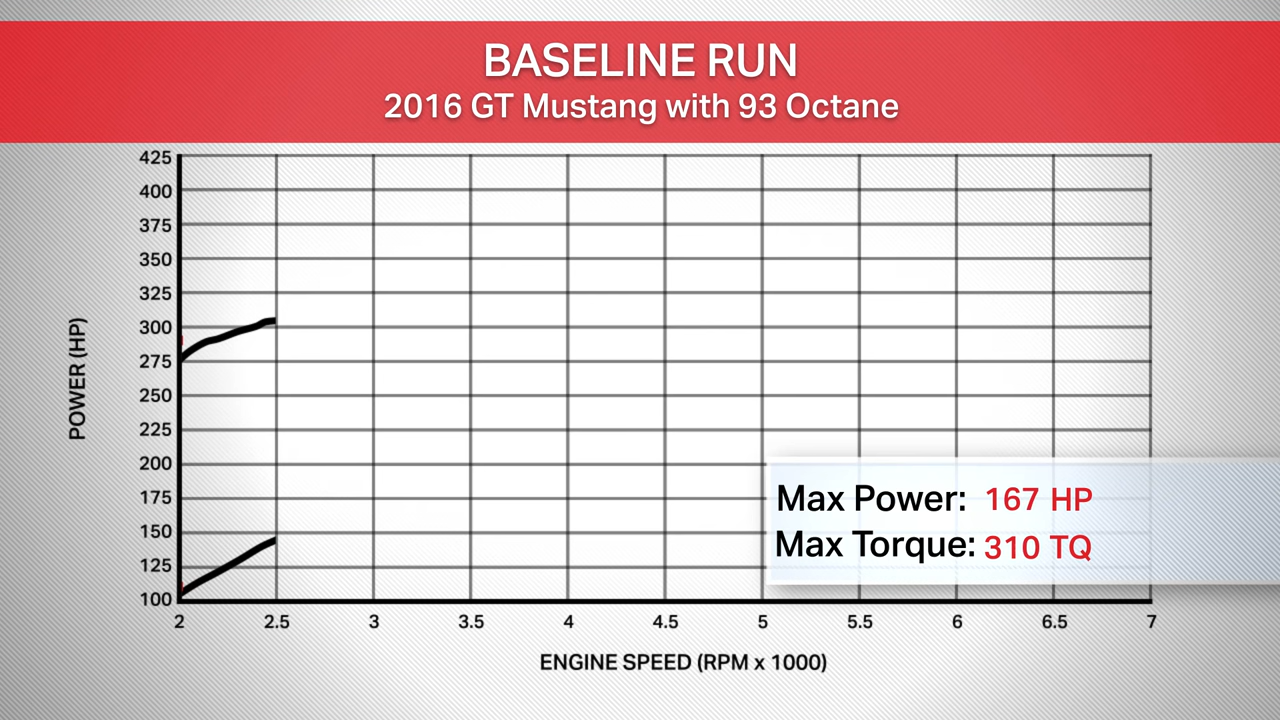 BASELINE RUN
2016 GT Mustang with 93 Octane
425
400
375
350
325
300
275
250
225
200
175
150
125
100
POWER (HP)
Max Power: 167 HP
Max Torque: 310 TQ
2 2.5 3 3.5 4 4.5 5 5.5 6 6.5 7
ENGINE SPEED (RPM x 1000)